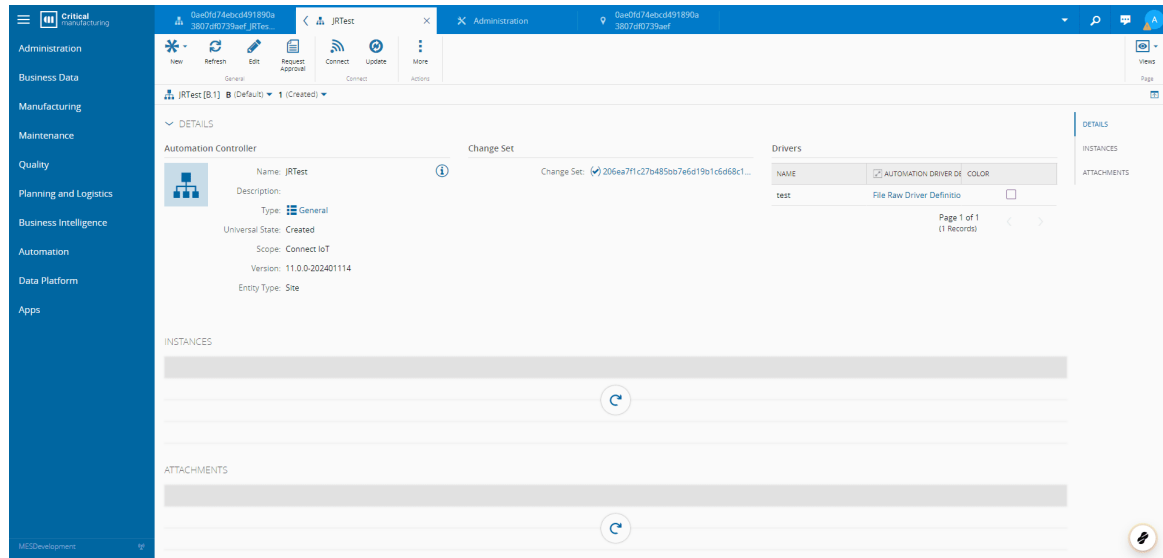 Critical
manufacturing
0ae0fd74ebcd491890a
3807df0739aef_JRTes...
JRTest
Administration
0ae0fd74ebcd491890a
3807df0739aef
A
Administration
Business Data
Manufacturing
Maintenance
Quality
Planning and Logistics
Business Intelligence
Automation
Data Platform
Apps
MESDevelopment
New
Refresh
Edit
Request
Approval
Connect
Update
More
Views
General
Connect
Actions
Page
JRTest [B.1] B (Default) 1 (Created)
DETAILS
Automation Controller
Name: JRTest
Description:
Type: General
Universal State: Created
Scope: Connect IoT
Version: 11.0.0-202401114
Entity Type: Site
Change Set
Change Set: 206ea7f1c27b485bb7e6d19b1c6d68c1...
Drivers
NAME AUTOMATION DRIVER DE COLOR
test File Raw Driver Definitio
Page 1 of 1
(1 Records)
DETAILS
INSTANCES
ATTACHMENTS
INSTANCES
ATTACHMENTS